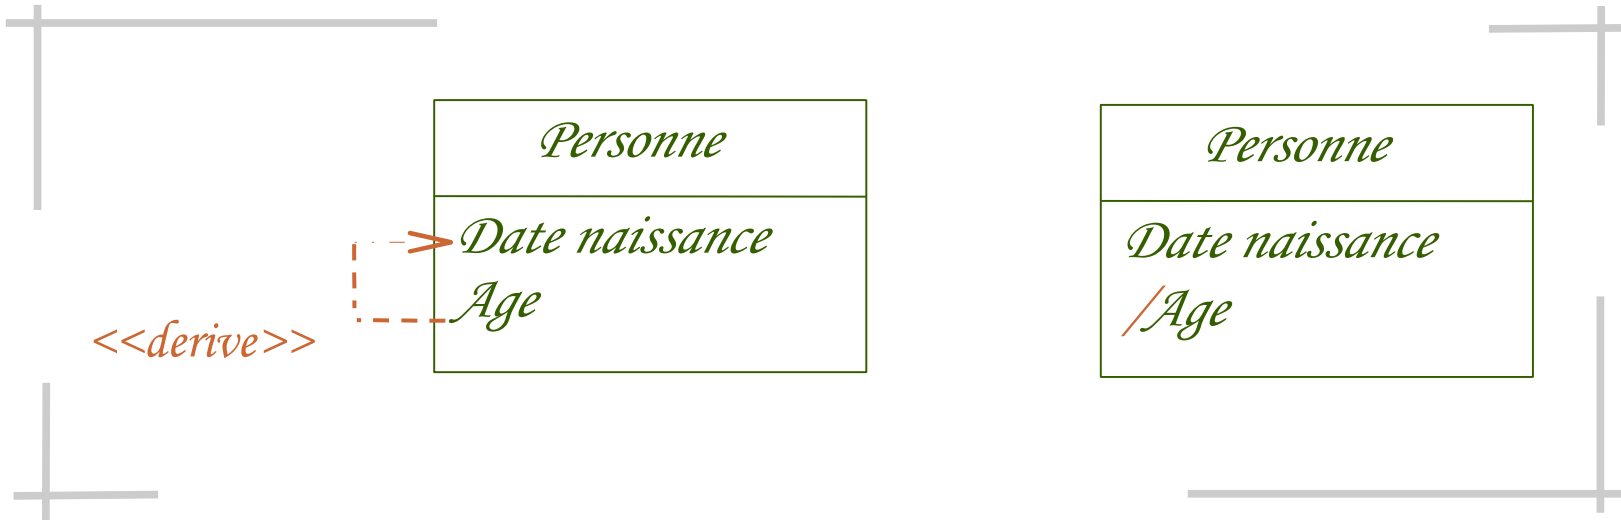 Personne
Date naissance
Age
<<derive>>
Personne
Date naissance
/Age